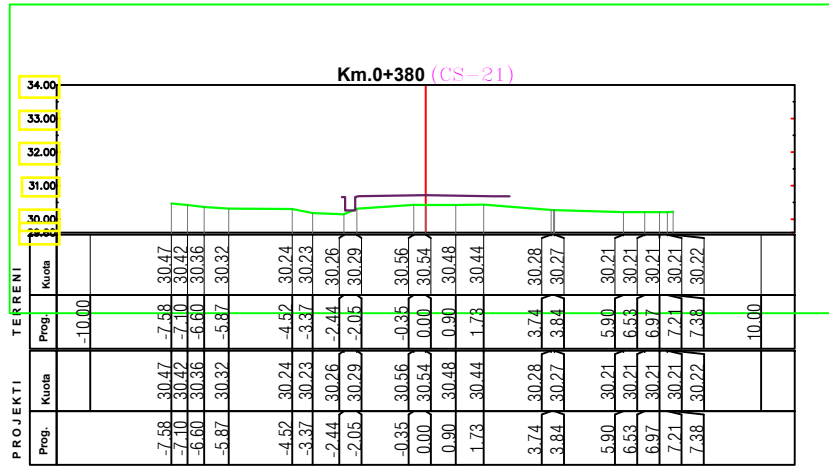 Km.0+380 (CS-21)
34.00
33.00
32.00
31.00
30.00
TERRENI
Kuota 30.47 30.42 30.36 30.32 30.24 30.23 30.26 30.29 30.56 30.54 30.48 30.44 30.28 30.27 30.21 30.21 30.21 30.21 30.22
Prog. -10.00 -7.58 -7.10 -6.60 -5.87 -4.52 -3.37 -2.44 -2.05 -0.35 0.00 0.90 1.73 3.74 3.84 5.90 6.53 6.97 7.21 7.38 10.00
PROJEKTI
Kuota 30.47 30.42 30.36 30.32 30.24 30.23 30.26 30.29 30.56 30.54 30.48 30.44 30.28 30.27 30.21 30.21 30.21 30.21 30.22
Prog. -7.58 -7.10 -6.60 -5.87 -4.52 -3.37 -2.44 -2.05 -0.35 0.00 0.90 1.73 3.74 3.84 5.90 6.53 6.97 7.21 7.38